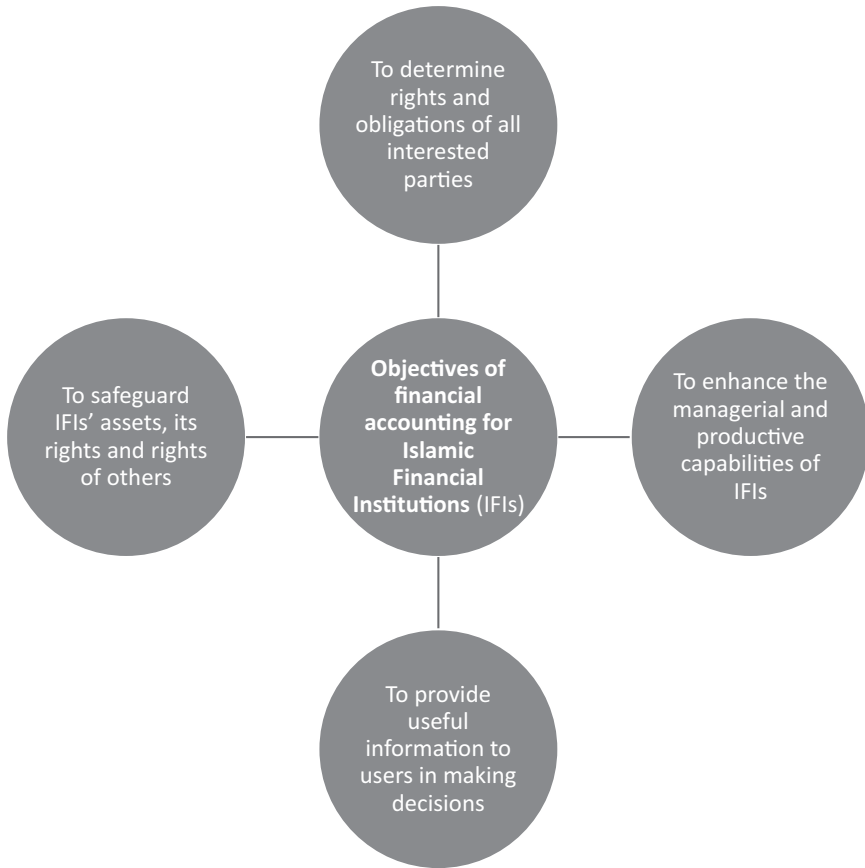 To determine
rights and
obligations of all
interested
parties
To safeguard
IFIs’ assets, its
rights and rights
of others
Objectives of
financial
accounting for
Islamic
Financial
Institutions (IFIs)
To enhance the
managerial and
productive
capabilities of
IFIs
To provide
useful
information to
users in making
decisions